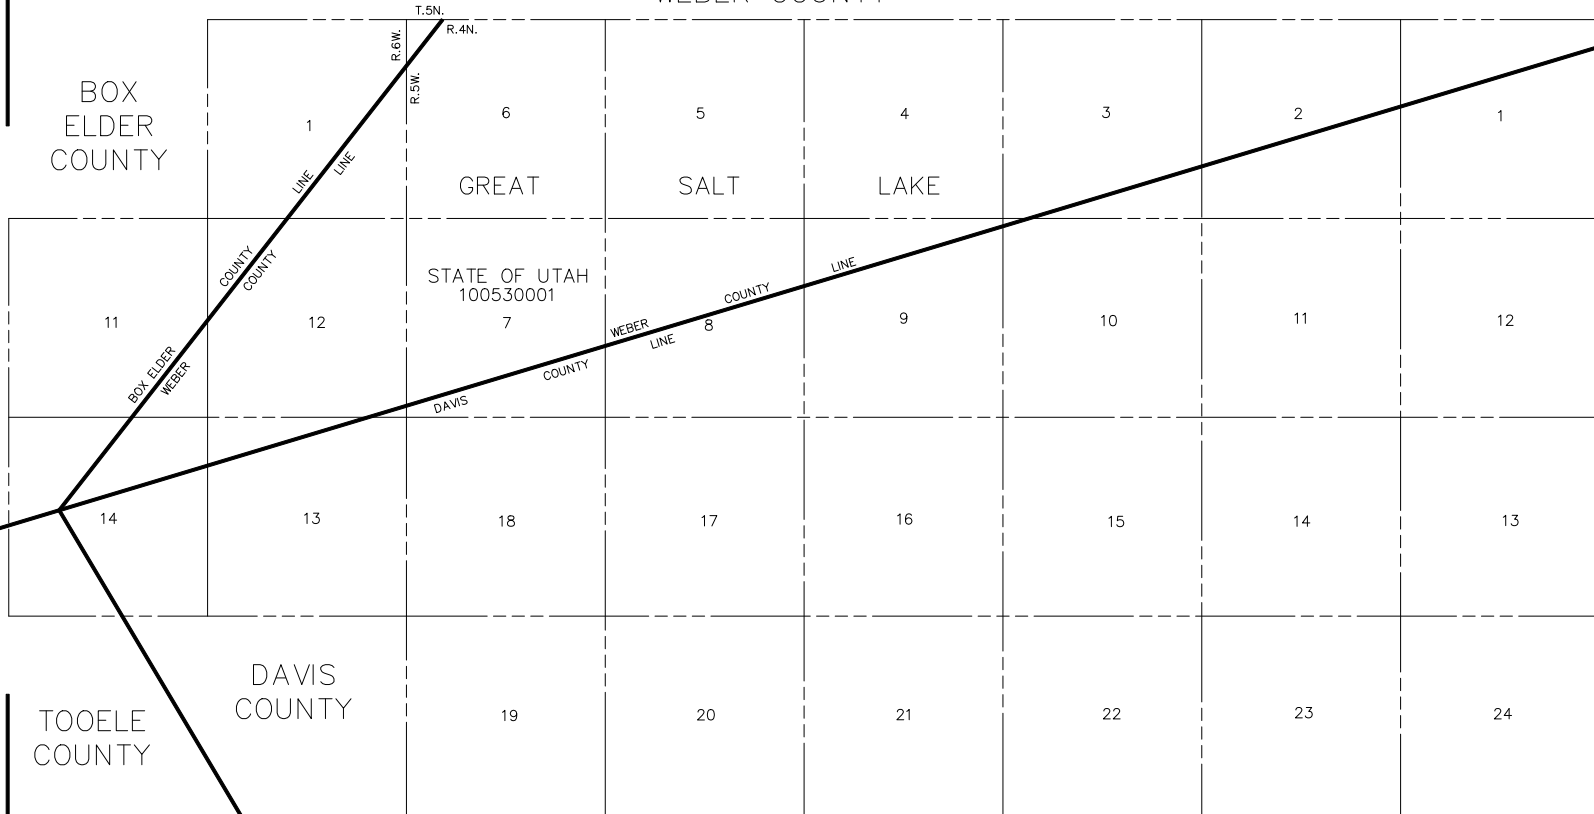 WEBER COUNTY
T.5N.
R.4N.
R.6W.
R.5W.
BOX
ELDER
COUNTY
1
6
5
4
3
2
1
LINE
LINE
GREAT SALT LAKE
COUNTY
COUNTY
STATE OF UTAH
100530001
11
12
7
8
9
10
11
12
BOX ELDER
WEBER
WEBER COUNTY LINE
DAVIS COUNTY LINE
14
13
18
17
16
15
14
13
DAVIS
COUNTY
TOOELE
COUNTY
19
20
21
22
23
24